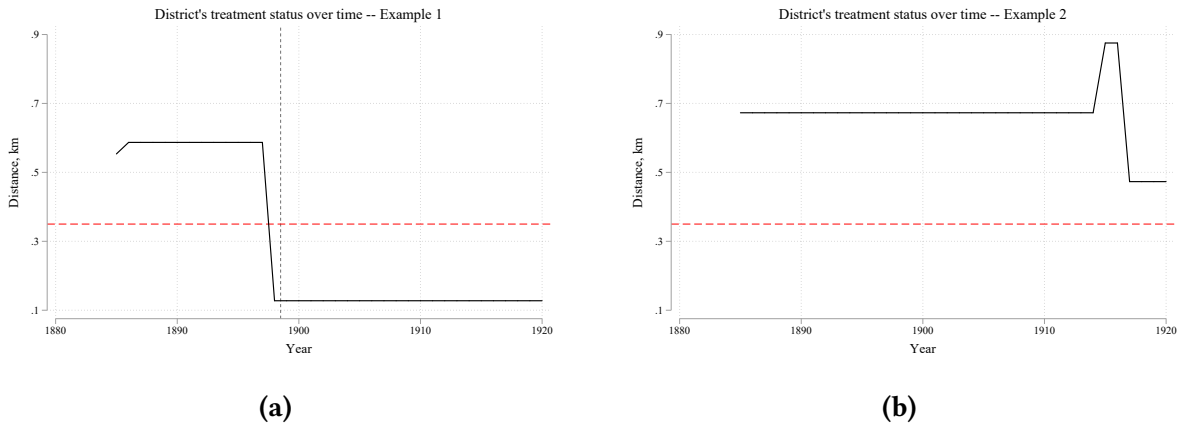 District's treatment status over time -- Example 1
.9
.7
.5
.3
.1
Distance, km
1880 1890 1900 1910 1920
Year
(a)
District's treatment status over time -- Example 2
.9
.7
.5
.3
.1
Distance, km
1880 1890 1900 1910 1920
Year
(b)